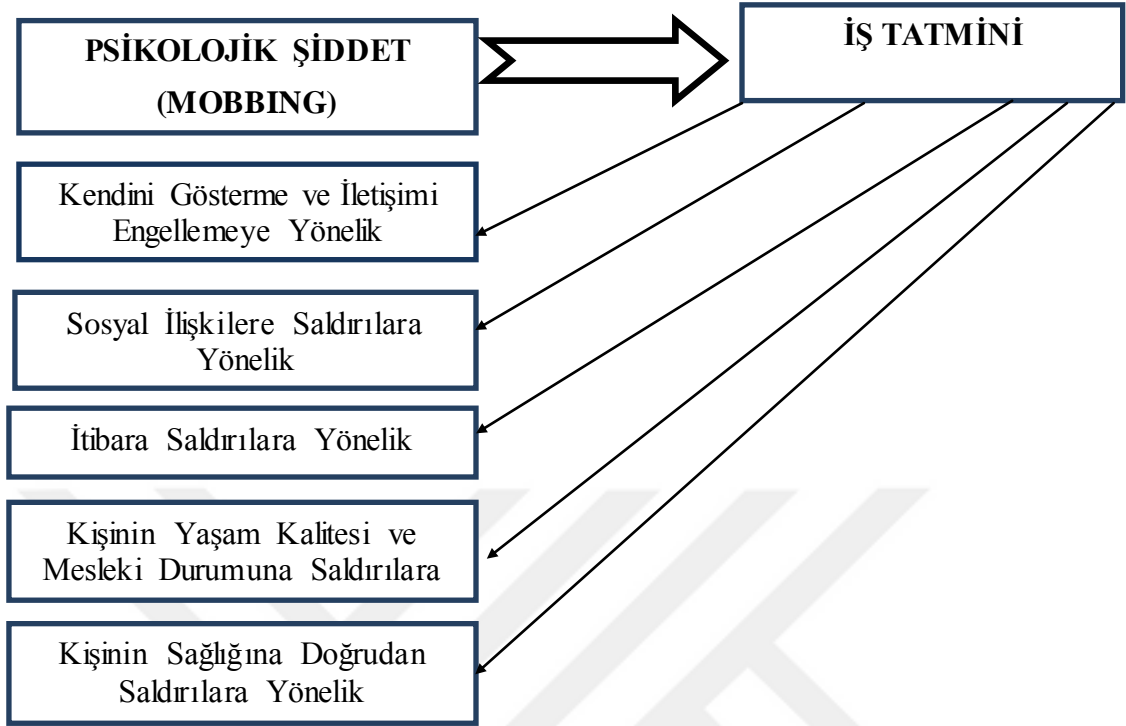 PSİKOLOJİK ŞİDDET
(MOBBING)
İŞ TATMİNİ
Kendini Gösterme ve İletişimi
Engellemeye Yönelik
Sosyal İlişkilere Saldırılara
Yönelik
İtibara Saldırılara Yönelik
Kişinin Yaşam Kalitesi ve
Mesleki Durumuna Saldırılara
Kişinin Sağlığına Doğrudan
Saldırılara Yönelik